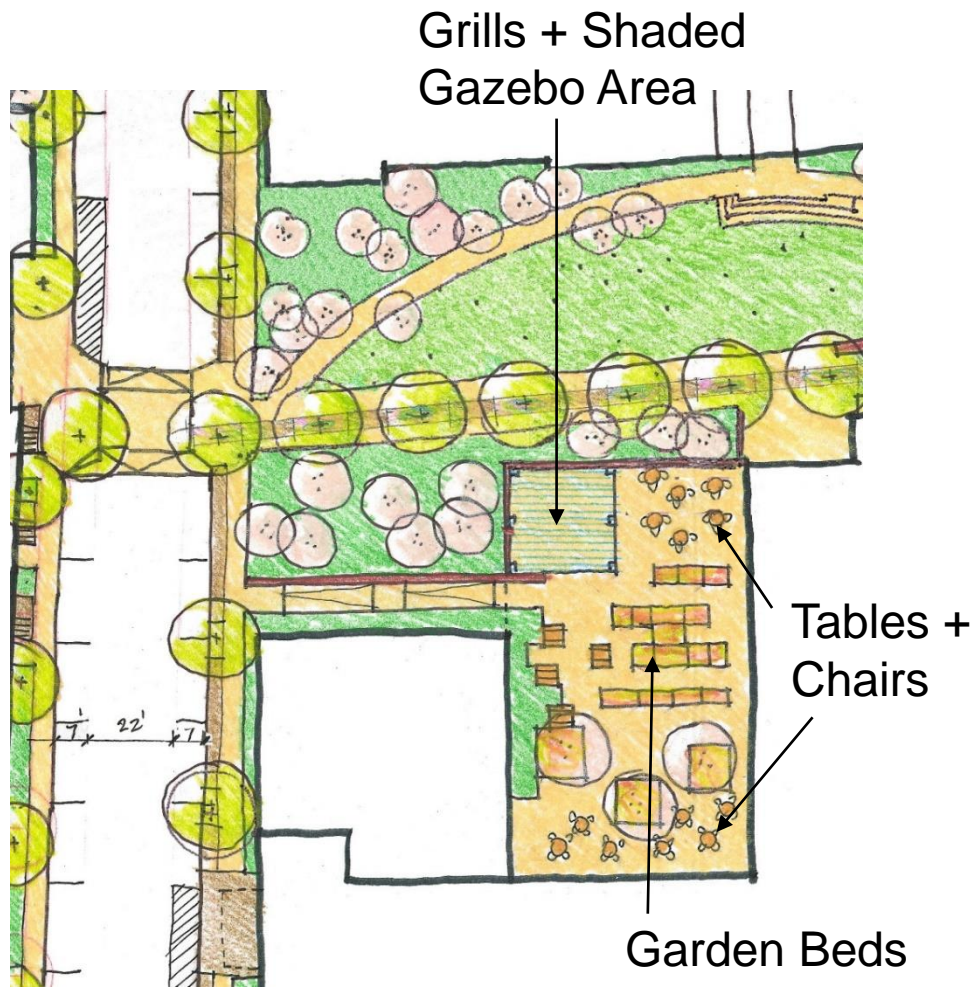 Grills + Shaded
Gazebo Area
Tables +
Chairs
7' 22' 7'
Garden Beds